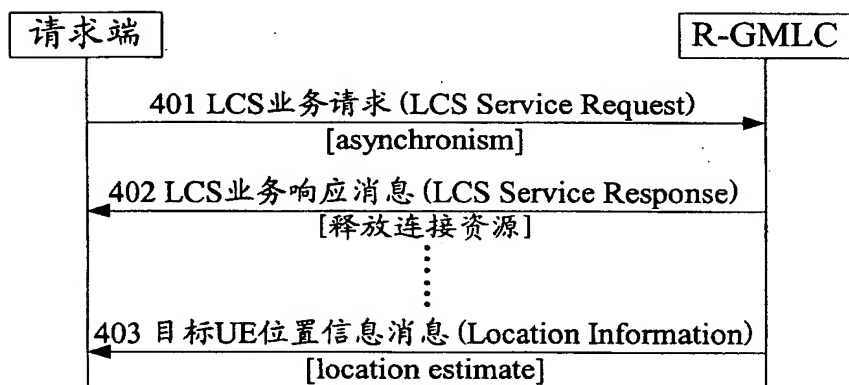 请求端
R-GMLC
401 LCS业务请求 (LCS Service Request)
[asynchronism]
402 LCS业务响应消息 (LCS Service Response)
[释放连接资源]
403 目标UE位置信息消息 (Location Information)
[location estimate]